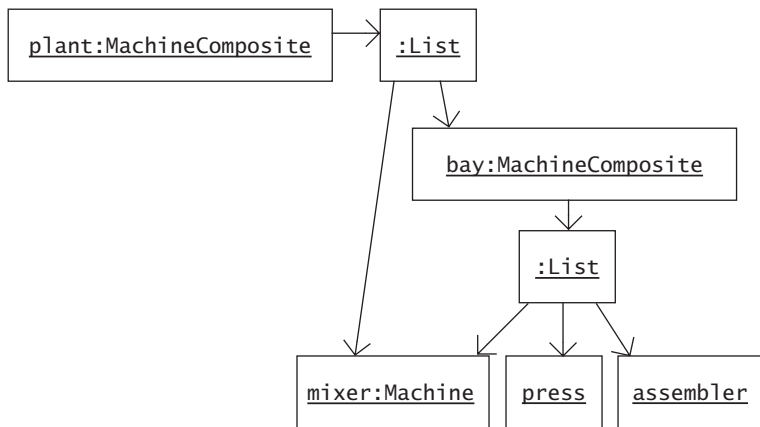 plant:MachineComposite
:List
bay:MachineComposite
:List
mixer:Machine
press
assembler